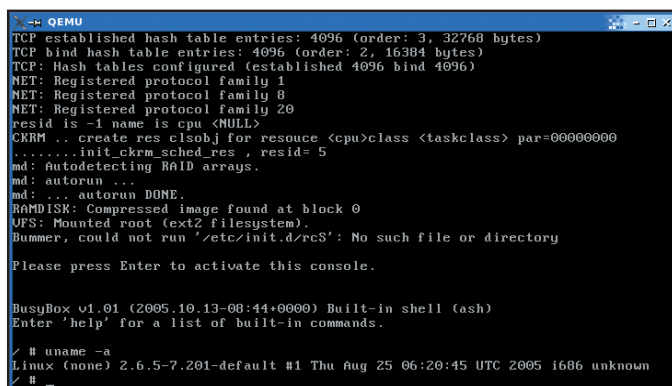 QEMU
TCP established hash table entries: 4096 (order: 3, 32768 bytes)
TCP bind hash table entries: 4096 (order: 2, 16384 bytes)
TCP: Hash tables configured (established 4096 bind 4096)
NET: Registered protocol family 1
NET: Registered protocol family 8
NET: Registered protocol family 20
resid is -1 name is cpu <NULL>
CKRM .. create res clsobj for resouce <cpu>class <taskclass> par=00000000
........init_ckrm_sched_res , resid= 5
md: Autodetecting RAID arrays.
md: autorun ...
md: ... autorun DONE.
RAMDISK: Compressed image found at block 0
VFS: Mounted root (ext2 filesystem).
Bummer, could not run '/etc/init.d/rcS': No such file or directory
Please press Enter to activate this console.
BusyBox v1.01 (2005.10.13-08:44+0000) Built-in shell (ash)
Enter 'help' for a list of built-in commands.
/ # uname -a
Linux (none) 2.6.5-7.201-default #1 Thu Aug 25 06:20:45 UTC 2005 i686 unknown
/ # _